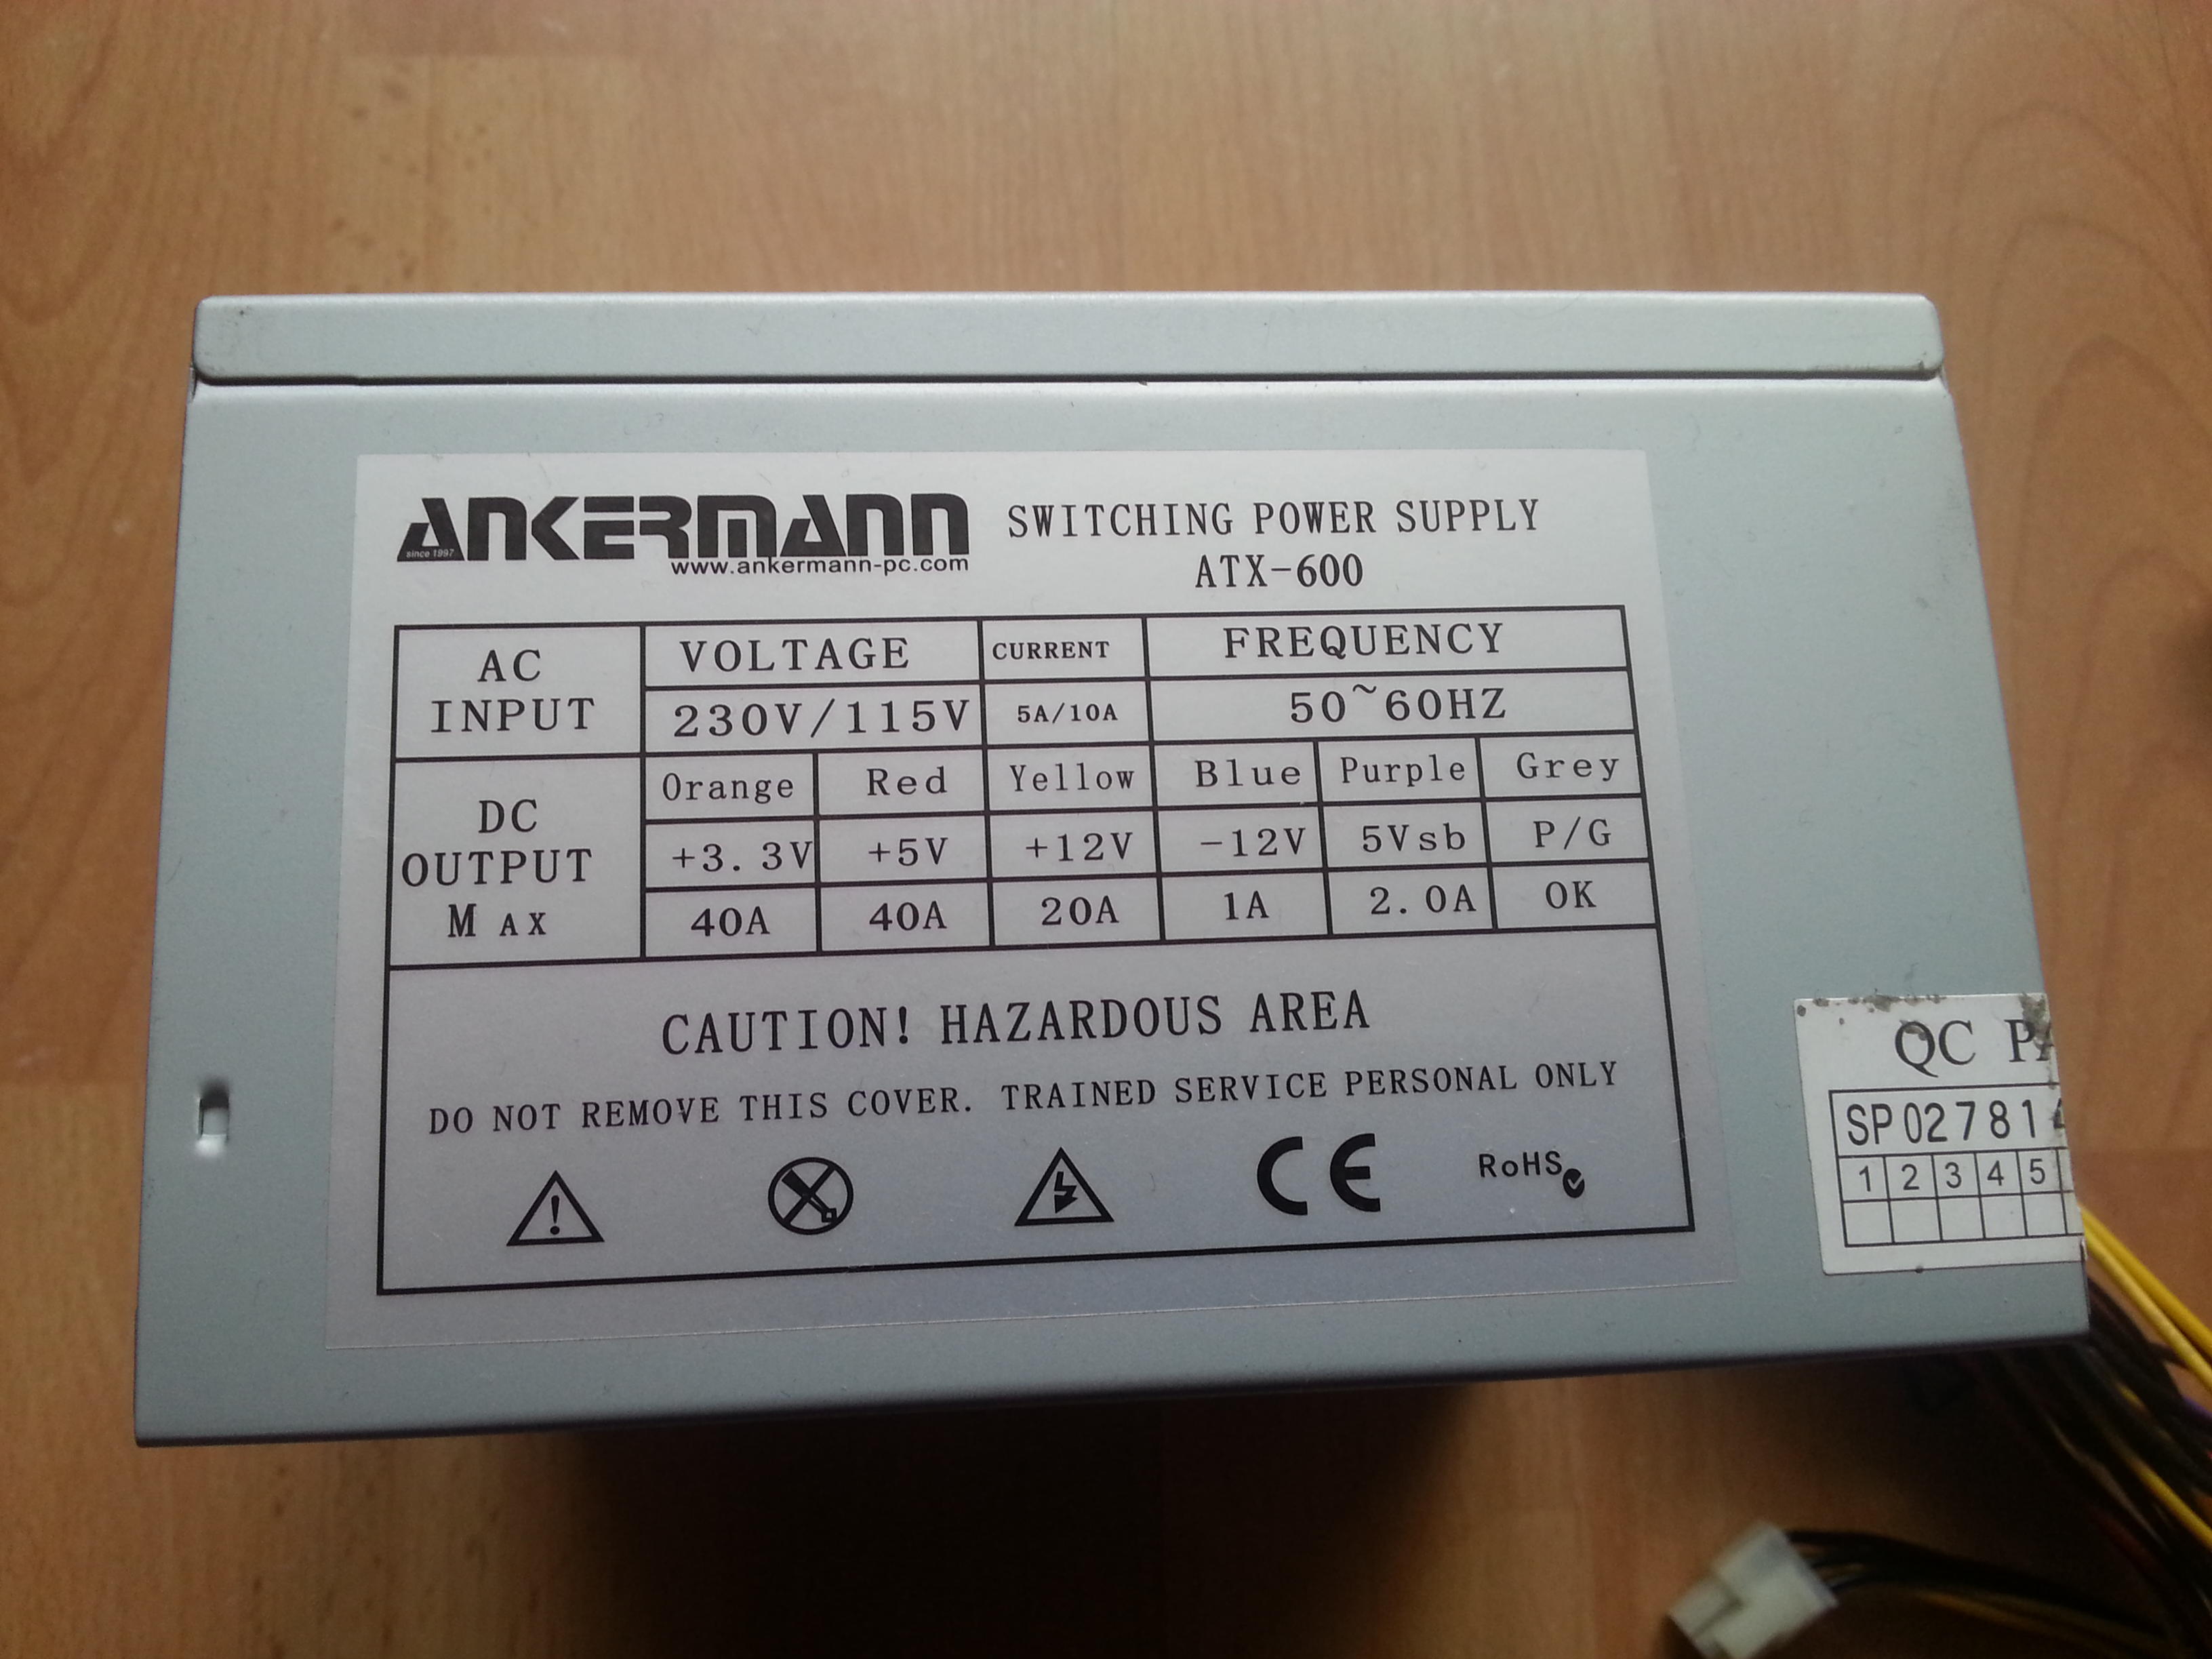 ANKERMANN
since 1997
www.ankermann-pc.com
SWITCHING POWER SUPPLY
ATX-600
AC INPUT VOLTAGE CURRENT FREQUENCY
230V/115V 5A/10A 50~60HZ
DC OUTPUT MAX Orange Red Yellow Blue Purple Grey
+3.3V +5V +12V -12V 5Vsb P/G
40A 40A 20A 1A 2.0A OK
CAUTION! HAZARDOUS AREA
DO NOT REMOVE THIS COVER. TRAINED SERVICE PERSONAL ONLY
CE RoHS
QC
SP02781
1 2 3 4 5